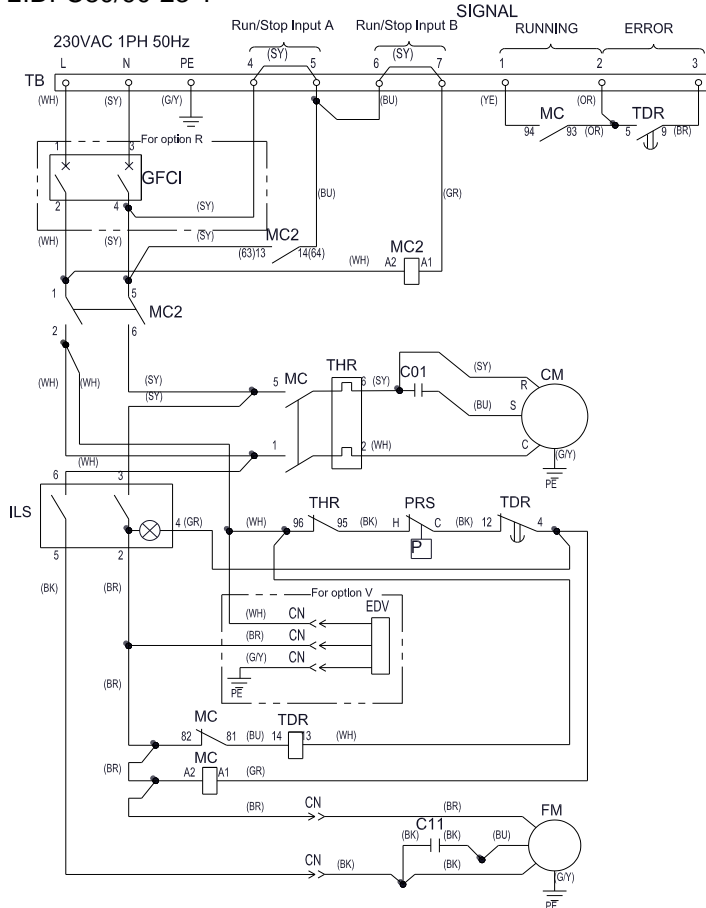 SIGNAL
Run/Stop Input A Run/Stop Input B RUNNING ERROR
230VAC 1PH 50Hz (SY) (SY)
L N PE 4 5 6 7 1 2 3
TB
(WH) (SY) (G/Y) (BU) (YE) (OR)
MC TDR
94 93 (OR) 5 9 (BR)
For option R
1 3
GFCI
2 4 (SY) (BU) (GR)
(WH) (SY) (SY) MC2
(63)13 14(64) (WH) A2 A1
MC2
1 5
MC2
2 6
(WH) (WH) (SY) 5 MC THR 6 (SY) C01 (SY) R CM
(SY) (BU) S
1 2 (WH) C (G/Y)
(WH) PE
6 3
ILS 4 (GR)
(WH) THR PRS TDR
96 95 (BK) H C (BK) 12 4
P
5 2
(BK) (BR)
For option V
EDV
(WH) CN
(BR) CN
(G/Y) CN
PE
(BR)
MC TDR
82 81 (BU) 14 13 (WH)
(BR) MC
A2 A1 (GR)
(BR) CN (BR) FM
C11
(BK) (BK) (BU)
CN (BK) (BK)
(G/Y)
PE